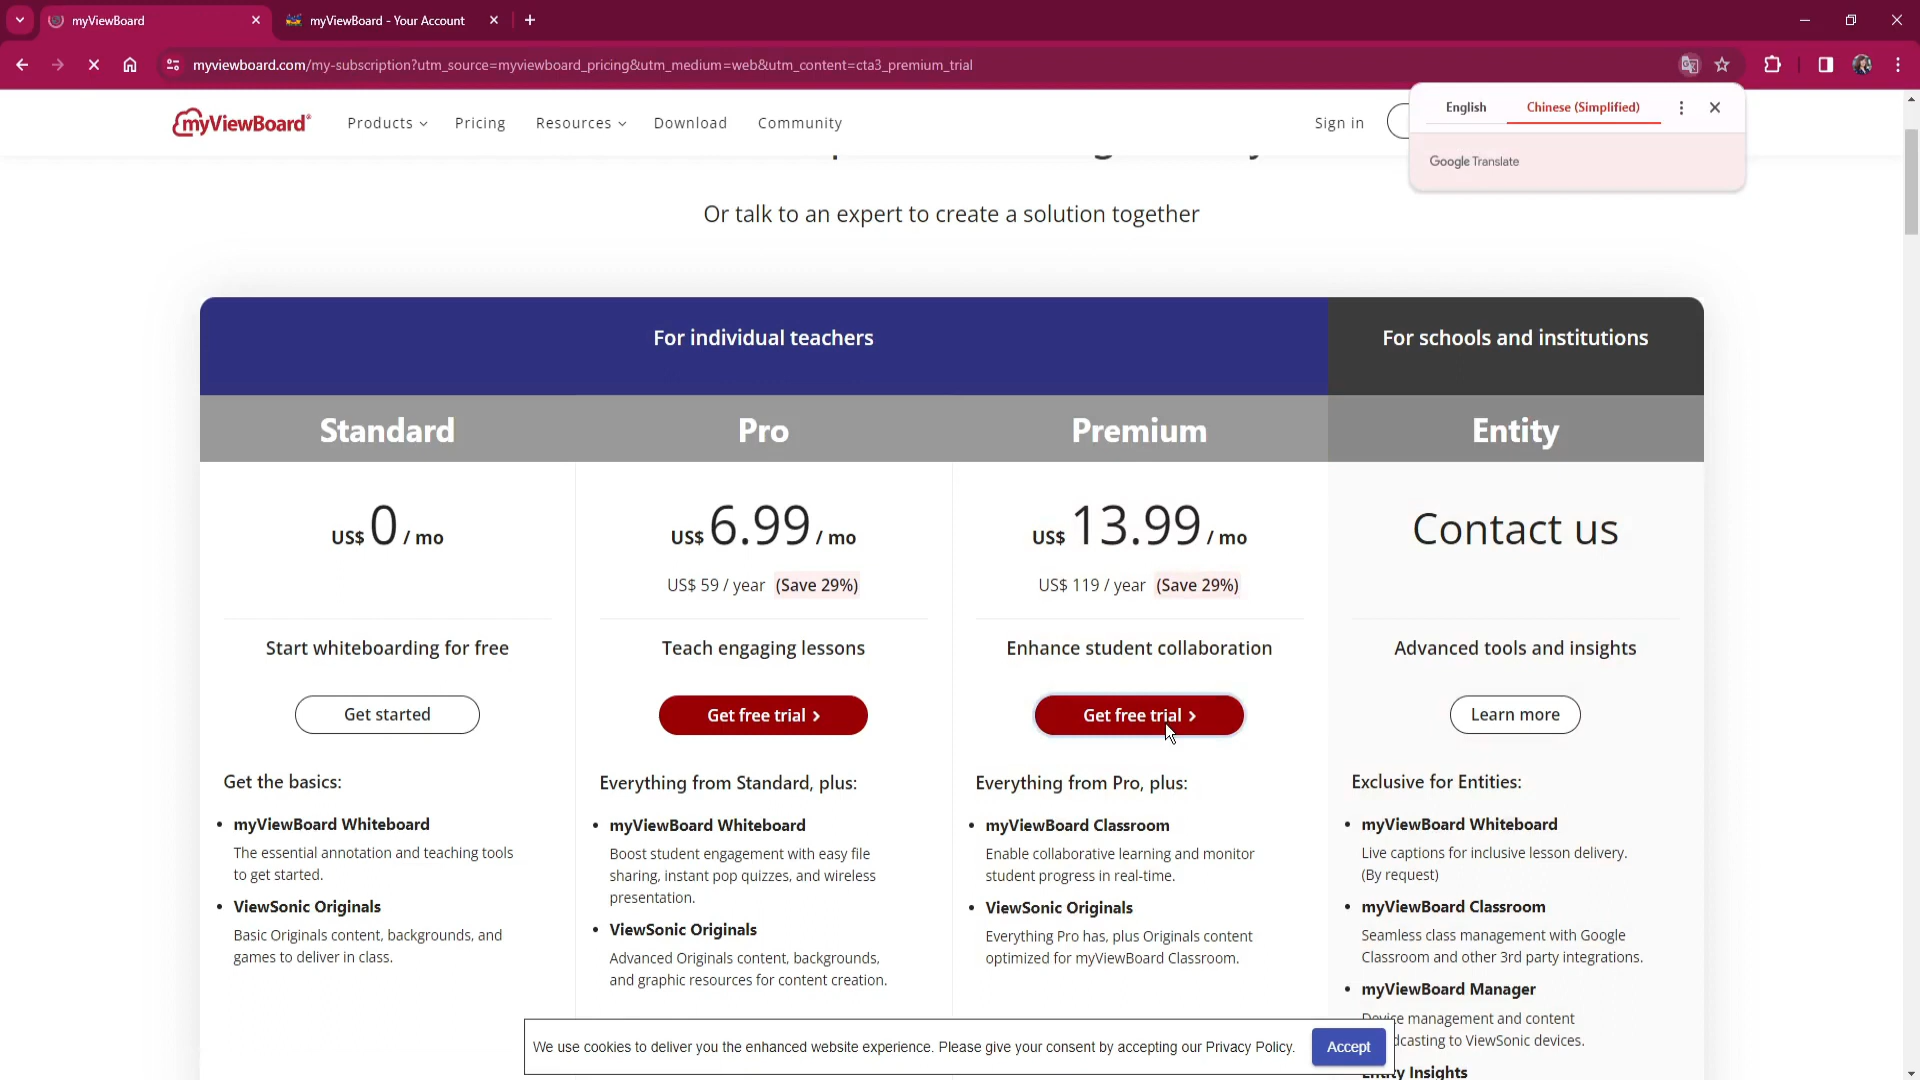 myViewBoard
myViewBoard - Your Account
myviewboard.com/my-subscription?utm_source=myviewboard_pricing&utm_medium=web&utm_content=cta3_premium_trial
English
Chinese (Simplified)
Google Translate
myViewBoard
Products
Pricing
Resources
Download
Community
Sign in
Or talk to an expert to create a solution together
For individual teachers
For schools and institutions
Standard
Pro
Premium
Entity
US$ 0 / mo
US$ 6.99 / mo
US$ 13.99 / mo
Contact us
US$ 59 / year (Save 29%)
US$ 119 / year (Save 29%)
Start whiteboarding for free
Teach engaging lessons
Enhance student collaboration
Advanced tools and insights
Get started
Get free trial >
Get free trial >
Learn more
Get the basics:
• myViewBoard Whiteboard
The essential annotation and teaching tools
to get started.
• ViewSonic Originals
Basic Originals content, backgrounds, and
games to deliver in class.
Everything from Standard, plus:
• myViewBoard Whiteboard
Boost student engagement with easy file
sharing, instant pop quizzes, and wireless
presentation.
• ViewSonic Originals
Advanced Originals content, backgrounds,
and graphic resources for content creation.
Everything from Pro, plus:
• myViewBoard Classroom
Enable collaborative learning and monitor
student progress in real-time.
• ViewSonic Originals
Everything Pro has, plus Originals content
optimized for myViewBoard Classroom.
Exclusive for Entities:
• myViewBoard Whiteboard
Live captions for inclusive lesson delivery.
(By request)
• myViewBoard Classroom
Seamless class management with Google
Classroom and other 3rd party integrations.
• myViewBoard Manager
Device management and content
dcasting to ViewSonic devices.
Entity Insights
We use cookies to deliver you the enhanced website experience. Please give your consent by accepting our Privacy Policy.
Accept